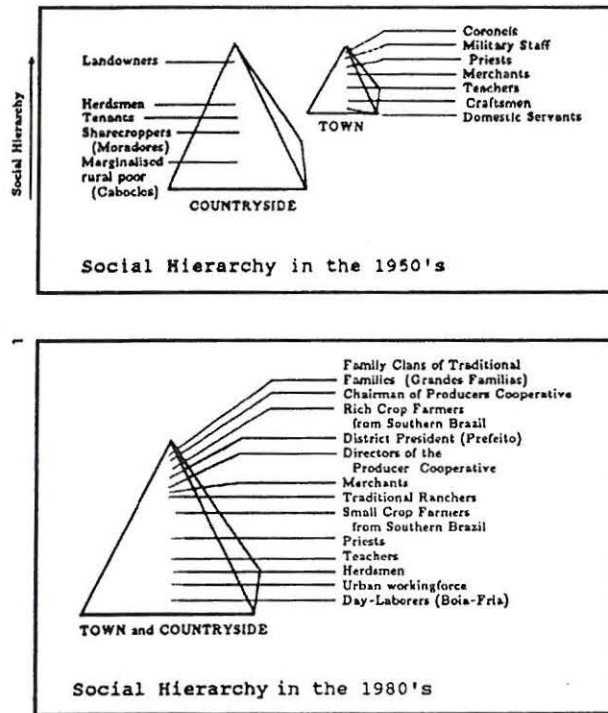 Social Hierarchy
Landowners
Herdsmen
Tenants
Sharecroppers
(Moradores)
Marginalised
rural poor
(Caboclos)
COUNTRYSIDE
Coronels
Military Staff
Priests
Merchants
Teachers
Craftsmen
Domestic Servants
TOWN
Social Hierarchy in the 1950's
Family Clans of Traditional
Families (Grandes Familias)
Chairman of Producers Cooperative
Rich Crop Farmers
from Southern Brazil
District President (Prefeito)
Directors of the
Producer Cooperative
Merchants
Traditional Ranchers
Small Crop Farmers
from Southern Brazil
Priests
Teachers
Herdsmen
Urban workingforce
Day-Laborers (Boia-Fria)
TOWN and COUNTRYSIDE
Social Hierarchy in the 1980's